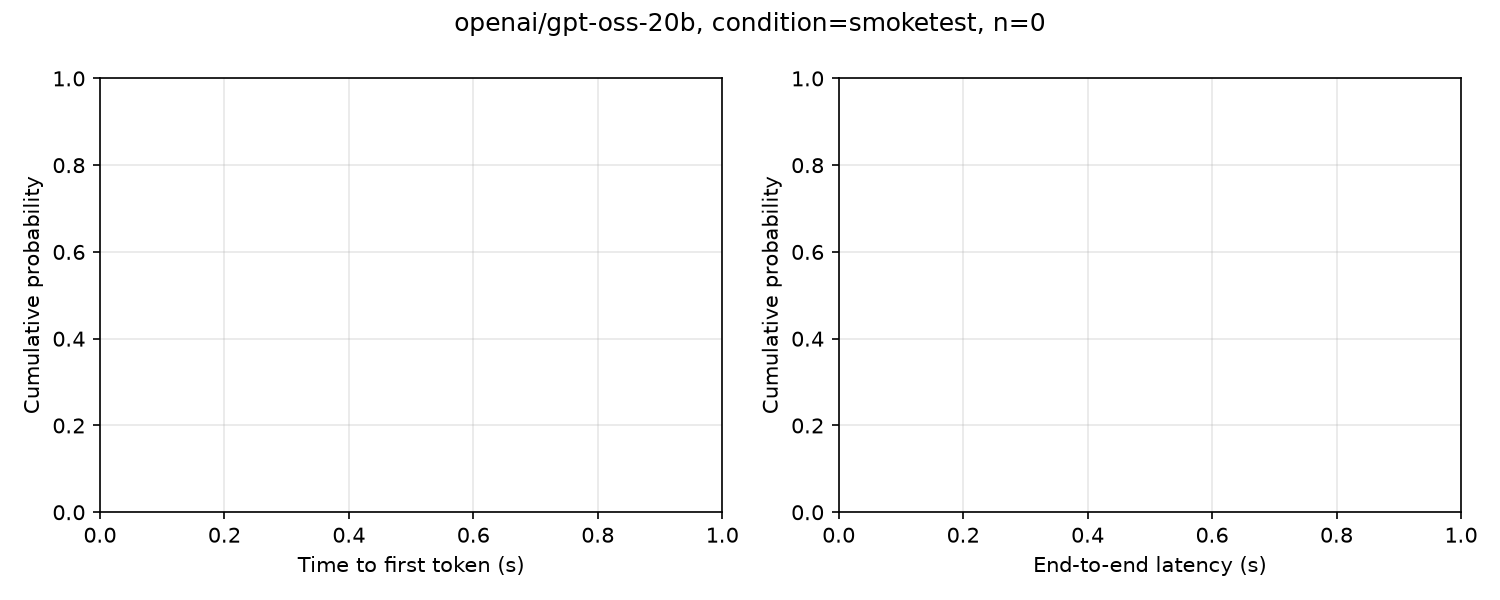 openai/gpt-oss-20b, condition=smoketest, n=0
1.0
0.8
0.6
0.4
0.2
0.0
Cumulative probability
0.0 0.2 0.4 0.6 0.8 1.0
Time to first token (s)
1.0
0.8
0.6
0.4
0.2
0.0
Cumulative probability
0.0 0.2 0.4 0.6 0.8 1.0
End-to-end latency (s)